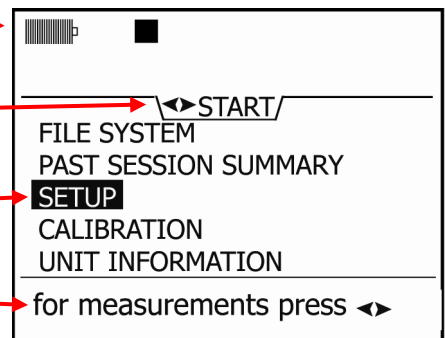 START
FILE SYSTEM
PAST SESSION SUMMARY
SETUP
CALIBRATION
UNIT INFORMATION
for measurements press